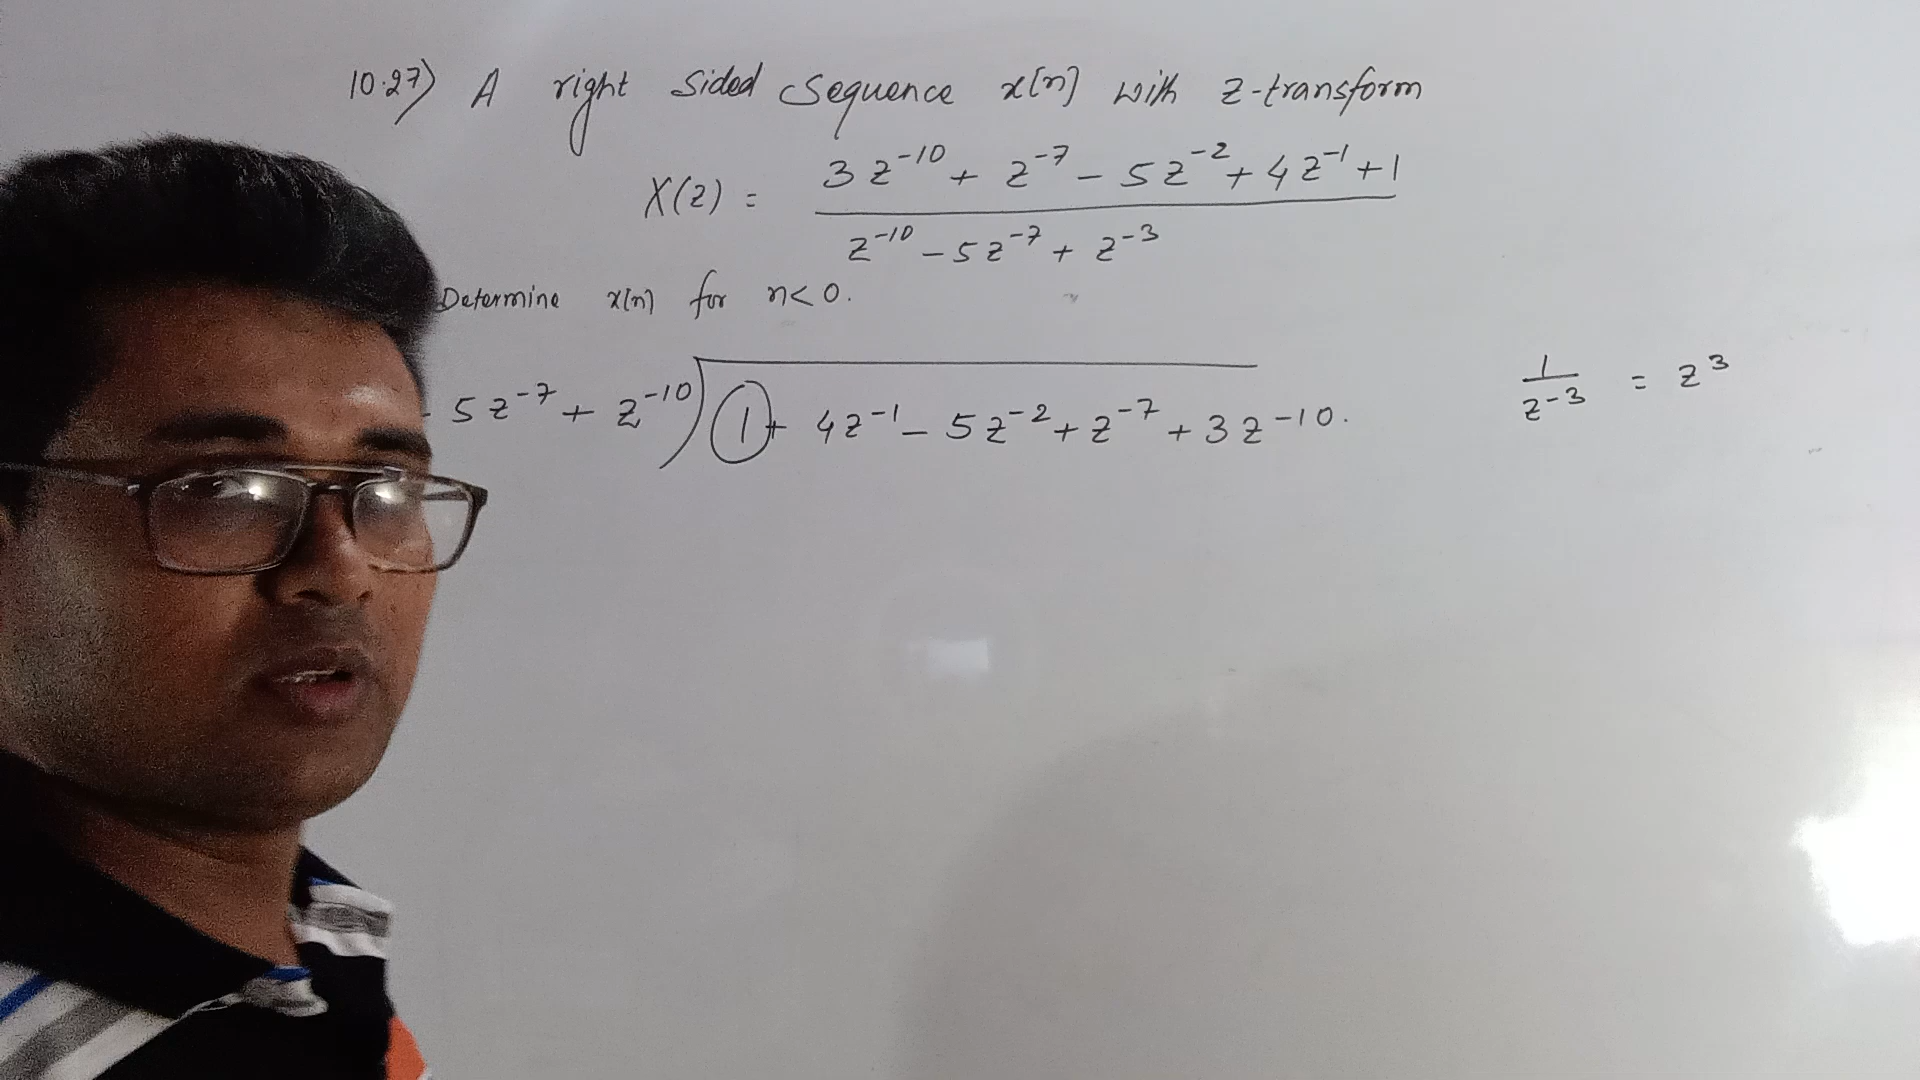 10.27) A right sided sequence x[n] with z-transform
X(z) = (3z⁻¹⁰ + z⁻⁷ - 5z⁻² + 4z⁻¹ + 1) / (z⁻¹⁰ - 5z⁻⁷ + z⁻³)
Determine x[n] for n<0.
- 5z⁻⁷ + z⁻¹⁰ ) 1 + 4z⁻¹ - 5z⁻² + z⁻⁷ + 3z⁻¹⁰.
1 / z⁻³ = z³